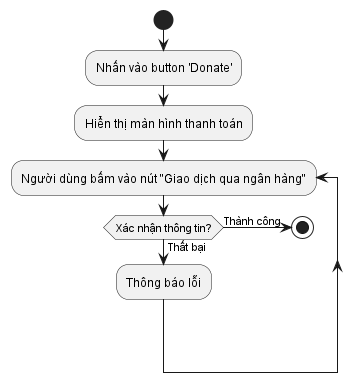 Nhấn vào button 'Donate'
Hiển thị màn hình thanh toán
Người dùng bấm vào nút "Giao dịch qua ngân hàng"
Xác nhận thông tin?
Thành công
Thất bại
Thông báo lỗi